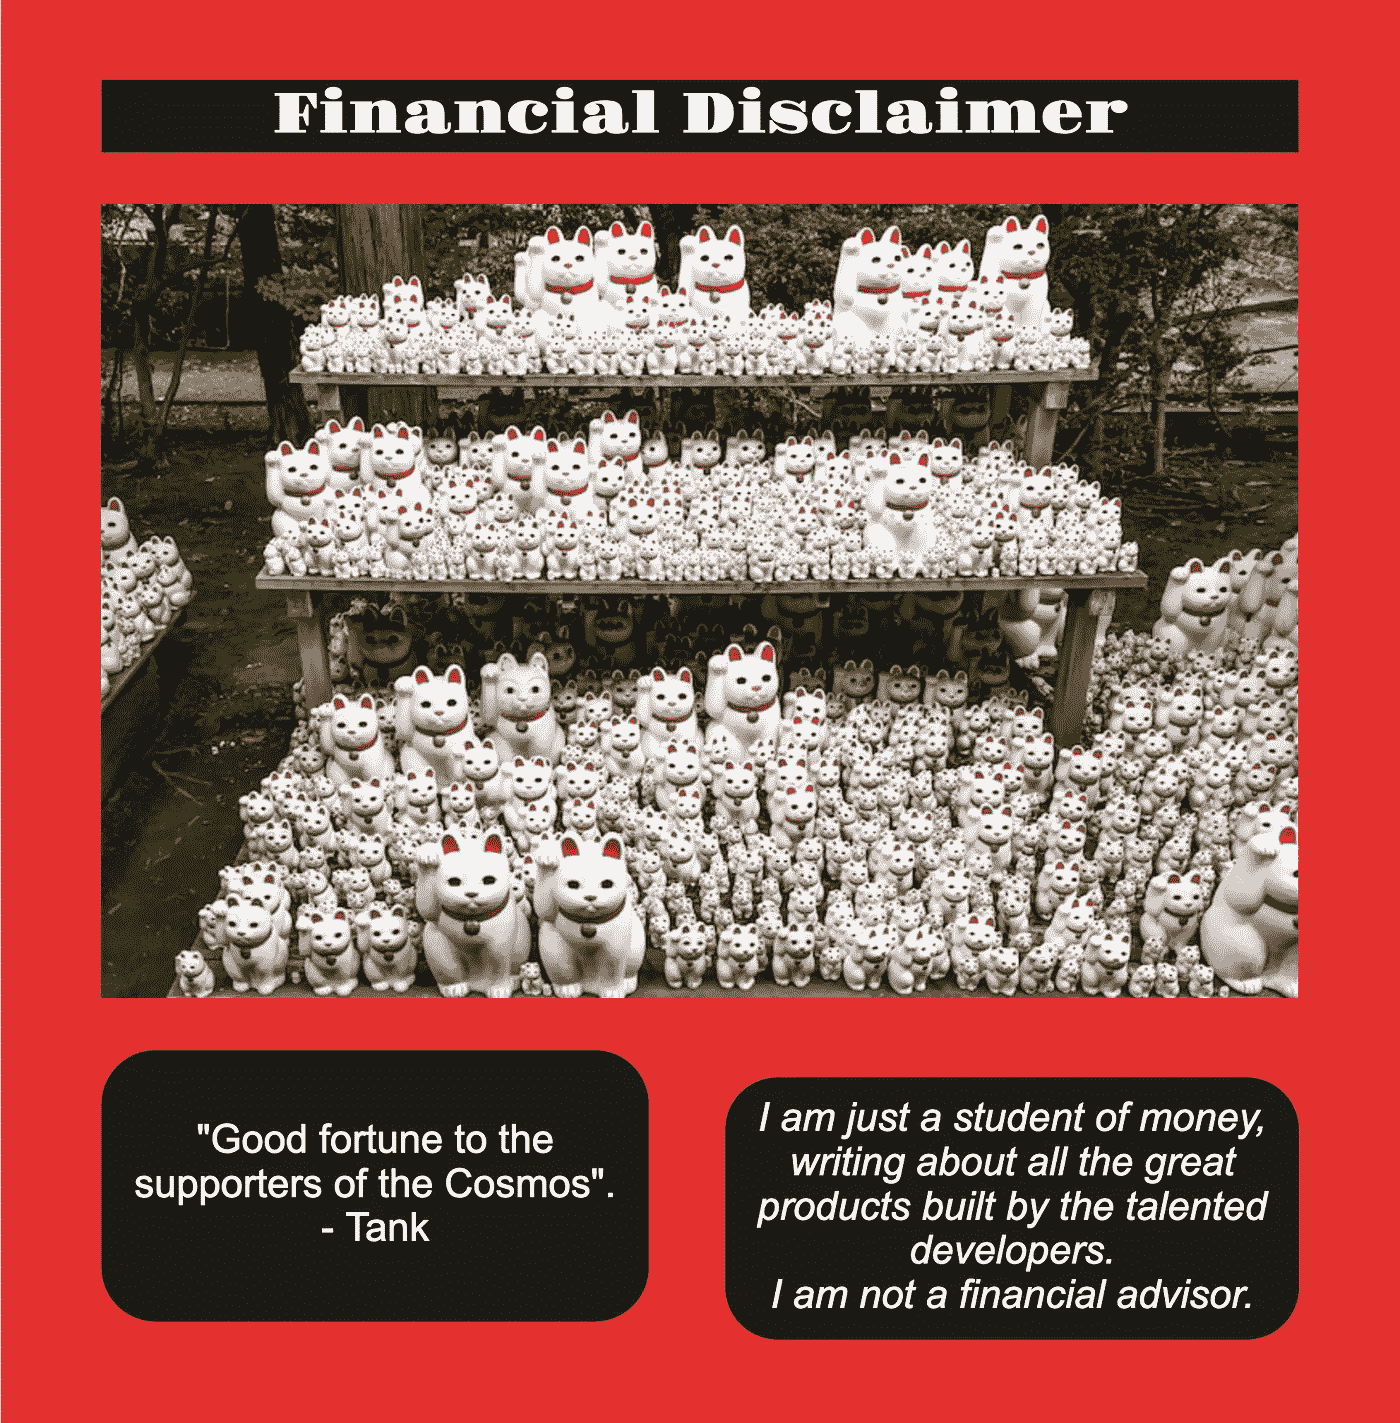 Financial Disclaimer
"Good fortune to the
supporters of the Cosmos".
- Tank
I am just a student of money,
writing about all the great
products built by the talented
developers.
I am not a financial advisor.